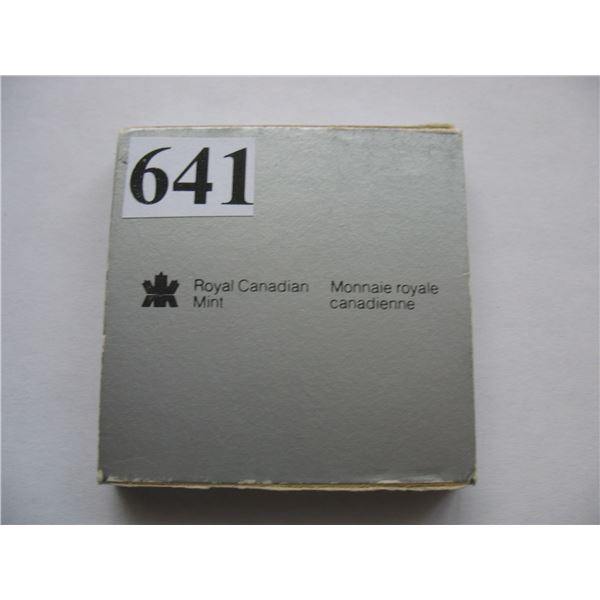 641
Royal Canadian
Mint
Monnaie royale
canadienne